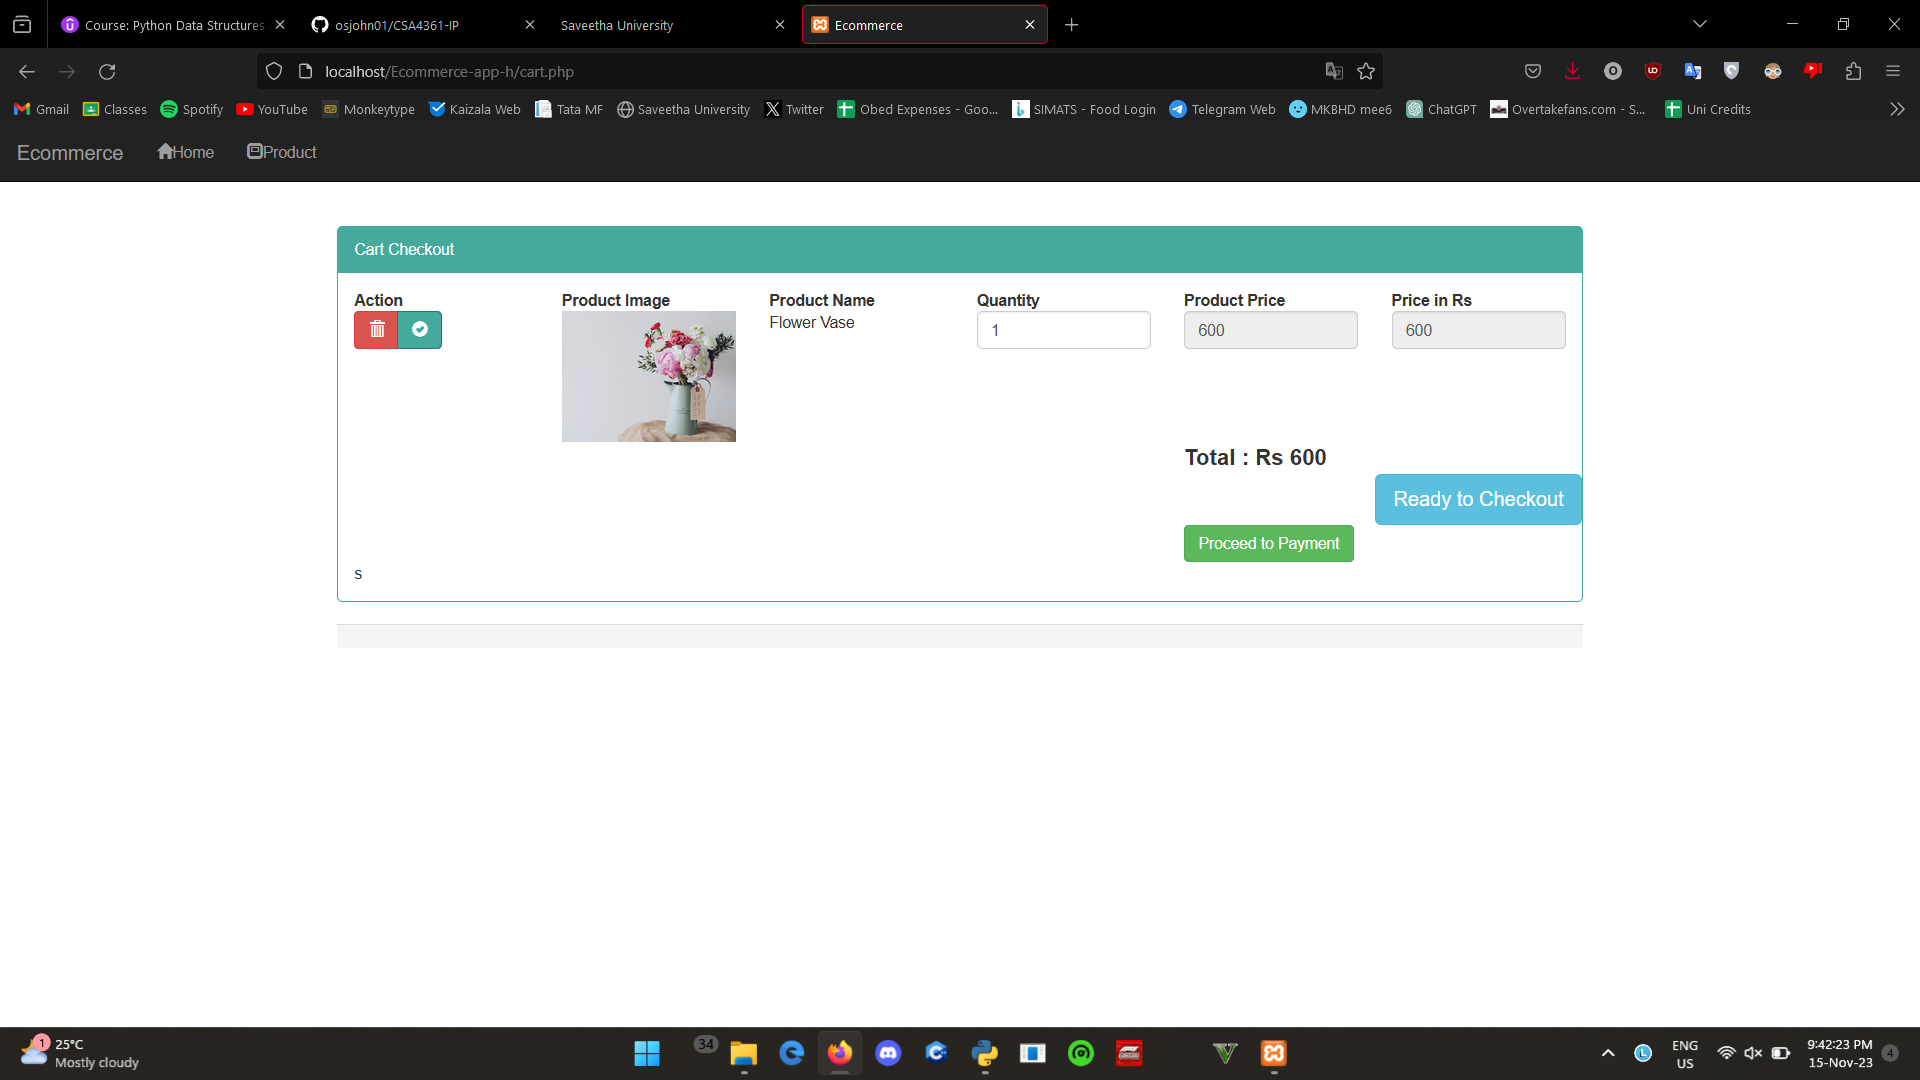 Course: Python Data Structures
osjohn01/CSA4361-IP
Saveetha University
Ecommerce
localhost/Ecommerce-app-h/cart.php
Gmail
Classes
Spotify
YouTube
Monkeytype
Kaizala Web
Tata MF
Saveetha University
Twitter
Obed Expenses - Goo...
SIMATS - Food Login
Telegram Web
MKBHD mee6
ChatGPT
Overtakefans.com - S...
Uni Credits
Ecommerce
Home
Product
Cart Checkout
Action
Product Image
Product Name
Quantity
Product Price
Price in Rs
Flower Vase
1
600
600
Total : Rs 600
Ready to Checkout
Proceed to Payment
s
1
25°C
Mostly cloudy
34
ENG
US
9:42:23 PM
15-Nov-23
4